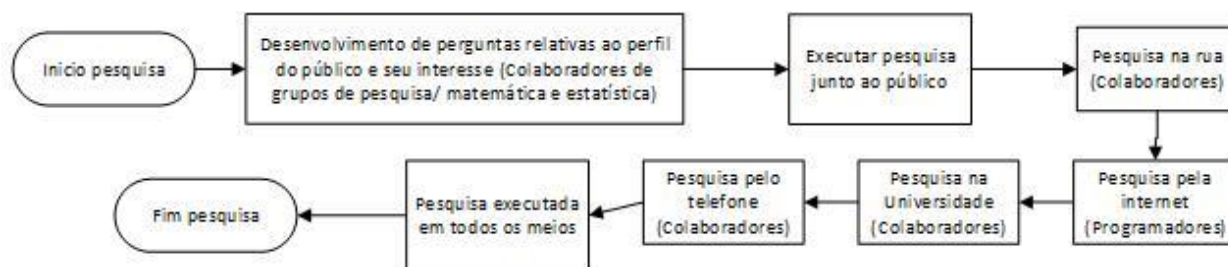 Inicio pesquisa
Desenvolvimento de perguntas relativas ao perfil
do público e seu interesse (Colaboradores de
grupos de pesquisa/ matemática e estatística)
Executar pesquisa
junto ao público
Pesquisa na rua
(Colaboradores)
Pesquisa pela
internet
(Programadores)
Pesquisa na
Universidade
(Colaboradores)
Pesquisa pelo
telefone
(Colaboradores)
Pesquisa executada
em todos os meios
Fim pesquisa